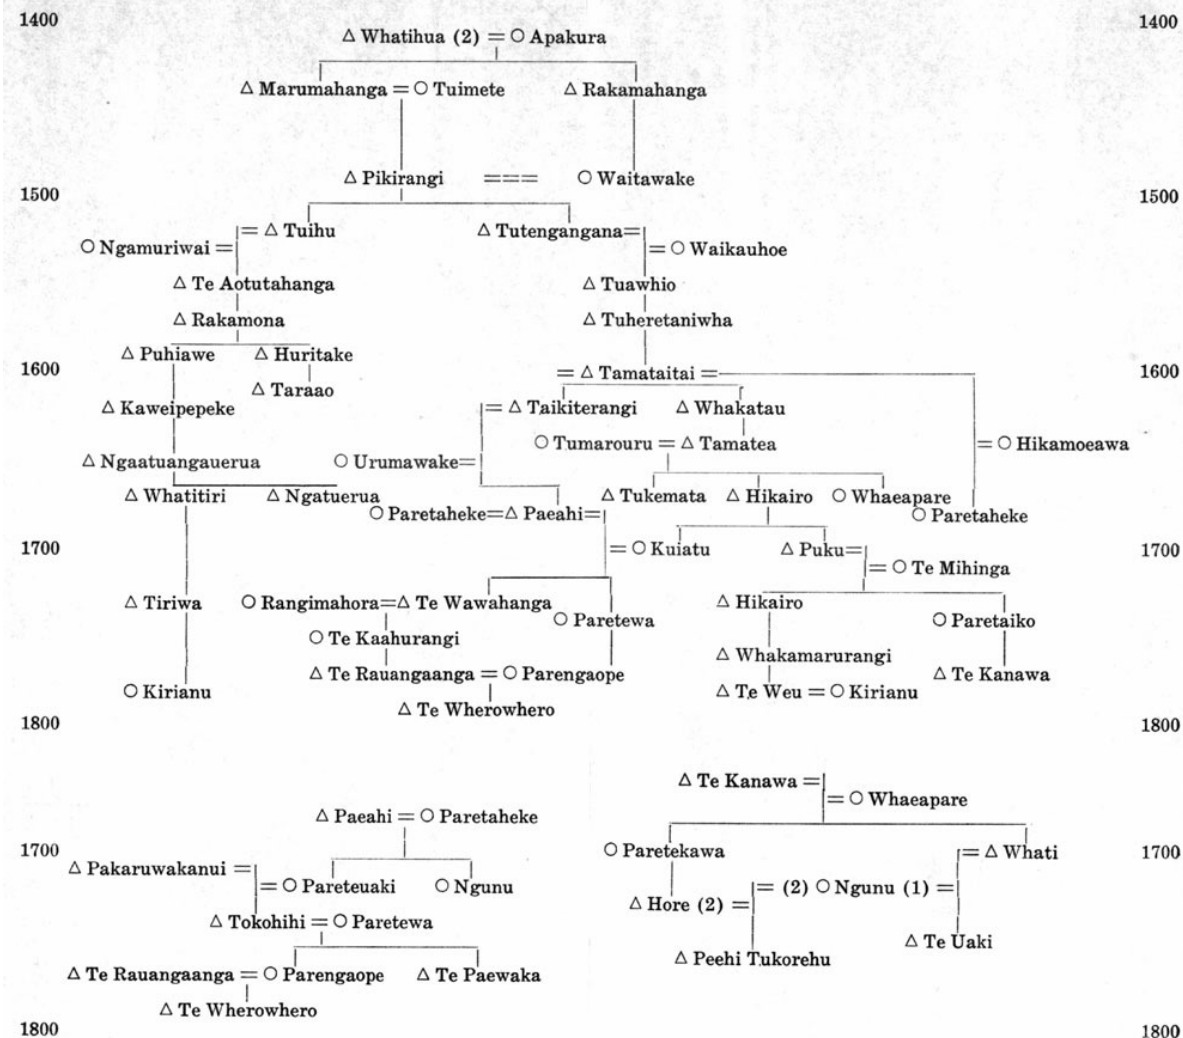 1400 1400
△ Whatihua (2) = ○ Apakura
△ Marumahanga = ○ Tuimete △ Rakamahanga
△ Pikirangi === ○ Waitawake
1500 1500
= △ Tuihu △ Tutengangana=
○ Ngamuriwai = = ○ Waikauhoe
△ Te Aotutahanga △ Tuawhio
△ Rakamona △ Tuheretaniwha
△ Puhiawe △ Huritake
1600 = △ Tamataitai = 1600
△ Taraao
△ Kaweipepeke = △ Taikiterangi △ Whakatau
○ Tumarouru = △ Tamatea = ○ Hikamoeawa
△ Ngaatuangauerua ○ Urumawake=
△ Whatitiri △ Ngatuerua △ Tukemata △ Hikairo ○ Whaeapare
○ Paretaheke=△ Paeahi= ○ Paretaheke
1700 = ○ Kuiatu △ Puku= 1700
= ○ Te Mihinga
△ Tiriwa ○ Rangimahora=△ Te Wawahanga △ Hikairo
○ Paretewa ○ Paretaiko
○ Te Kaahurangi
△ Whakamarurangi
△ Te Rauangaanga = ○ Parengaope △ Te Kanawa
○ Kirianu △ Te Weu = ○ Kirianu
△ Te Wherowhero
1800 1800
△ Te Kanawa =
= ○ Whaeapare
△ Paeahi = ○ Paretaheke
1700 ○ Paretekawa = △ Whati 1700
△ Pakaruwakanui =
= ○ Pareteuaki ○ Ngunu = (2) ○ Ngunu (1) =
△ Hore (2) =
△ Tokohihi = ○ Paretewa
△ Te Uaki
△ Peehi Tukorehu
△ Te Rauangaanga = ○ Parengaope △ Te Paewaka
△ Te Wherowhero
1800 1800